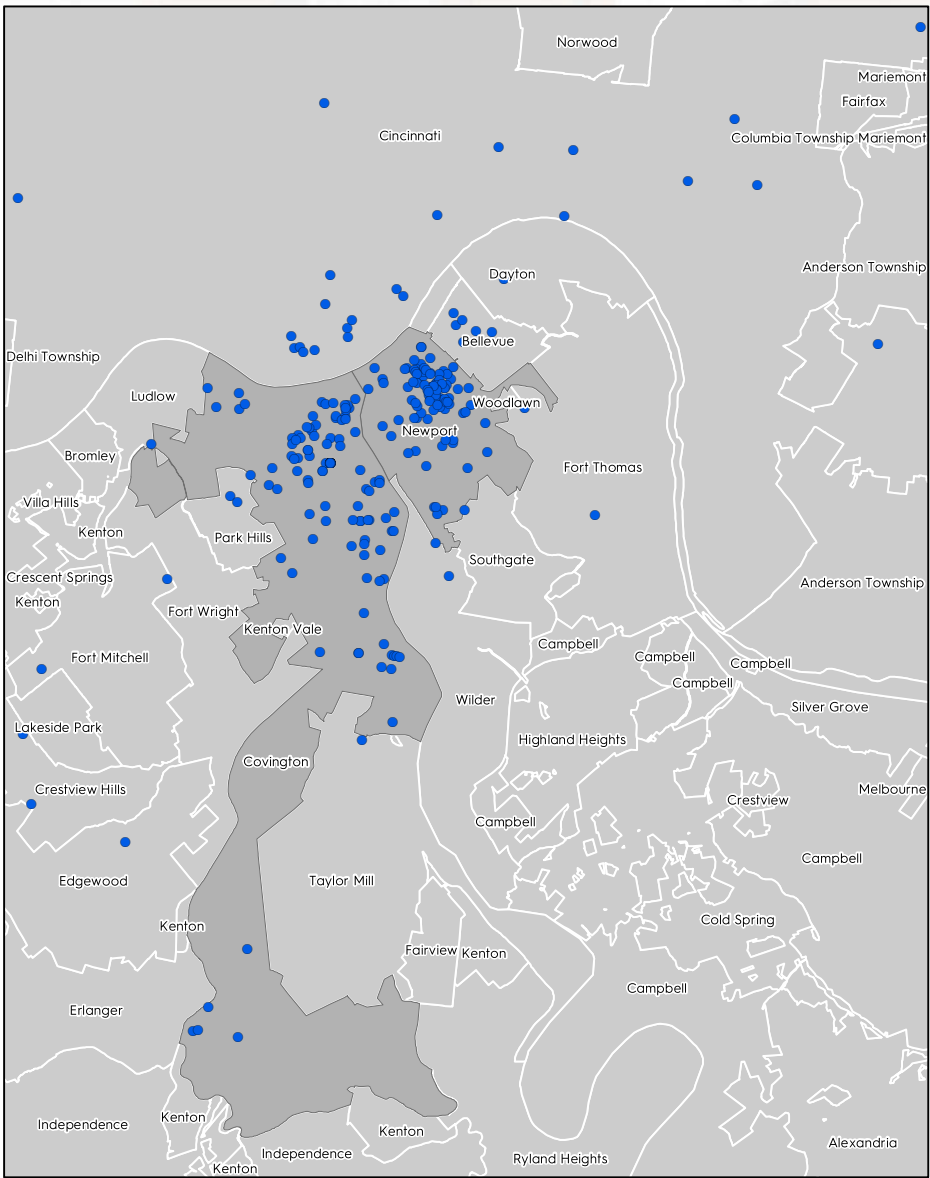 Norwood
Mariemont
Fairfax
Cincinnati
Columbia Township Mariemont
Anderson Township
Dayton
Bellevue
Delhi Township
Ludlow
Woodlawn
Newport
Bromley
Fort Thomas
Villa Hills
Kenton
Park Hills
Southgate
Crescent Springs
Anderson Township
Kenton
Fort Wright
Kenton Vale
Campbell
Fort Mitchell
Campbell
Campbell
Campbell
Wilder
Silver Grove
Lakeside Park
Highland Heights
Covington
Crestview Hills
Melbourne
Crestview
Campbell
Campbell
Edgewood
Taylor Mill
Cold Spring
Kenton
Fairview
Kenton
Campbell
Erlanger
Kenton
Independence
Kenton
Alexandria
Independence
Ryland Heights
Kenton